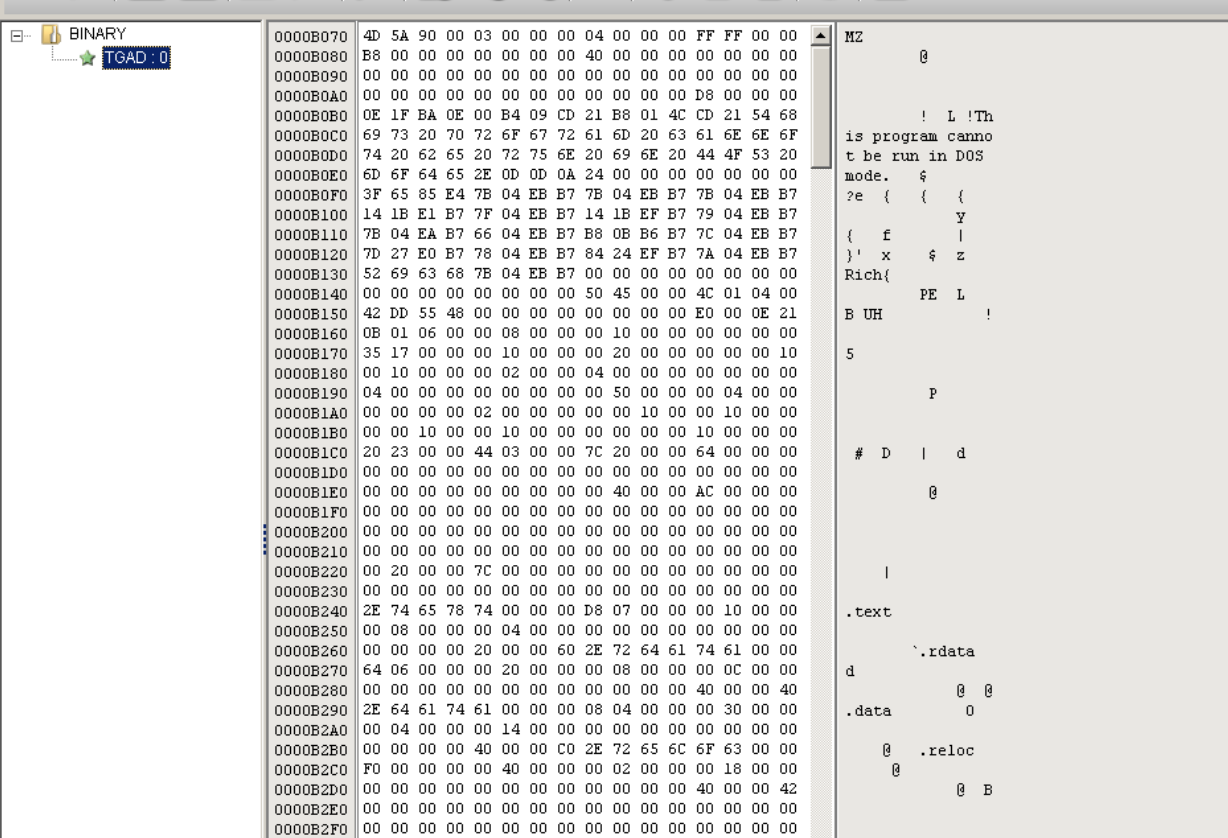 BINARY
TGAD : 0
0000B070 4D 5A 90 00 03 00 00 00 04 00 00 00 FF FF 00 00 MZ
0000B080 B8 00 00 00 00 00 00 00 40 00 00 00 00 00 00 00 @
0000B090 00 00 00 00 00 00 00 00 00 00 00 00 00 00 00 00
0000B0A0 00 00 00 00 00 00 00 00 00 00 00 00 D8 00 00 00
0000B0B0 0E 1F BA 0E 00 B4 09 CD 21 B8 01 4C CD 21 54 68 ! L !Th
0000B0C0 69 73 20 70 72 6F 67 72 61 6D 20 63 61 6E 6E 6F is program canno
0000B0D0 74 20 62 65 20 72 75 6E 20 69 6E 20 44 4F 53 20 t be run in DOS
0000B0E0 6D 6F 64 65 2E 0D 0D 0A 24 00 00 00 00 00 00 00 mode. $
0000B0F0 3F 65 85 E4 7B 04 EB B7 7B 04 EB B7 7B 04 EB B7 ?e { { {
0000B100 14 1B E1 B7 7F 04 EB B7 14 1B EF B7 79 04 EB B7 y
0000B110 7B 04 EA B7 66 04 EB B7 B8 0B B6 B7 7C 04 EB B7 { f |
0000B120 7D 27 E0 B7 78 04 EB B7 84 24 EF B7 7A 04 EB B7 }' x $ z
0000B130 52 69 63 68 7B 04 EB B7 00 00 00 00 00 00 00 00 Rich{
0000B140 00 00 00 00 00 00 00 00 50 45 00 00 4C 01 04 00 PE L
0000B150 42 DD 55 48 00 00 00 00 00 00 00 00 E0 00 0E 21 B UH !
0000B160 0B 01 06 00 00 08 00 00 00 10 00 00 00 00 00 00
0000B170 35 17 00 00 00 10 00 00 00 20 00 00 00 00 00 10 5
0000B180 00 10 00 00 00 02 00 00 04 00 00 00 00 00 00 00
0000B190 04 00 00 00 00 00 00 00 00 50 00 00 00 04 00 00 P
0000B1A0 00 00 00 00 02 00 00 00 00 00 10 00 00 10 00 00
0000B1B0 00 00 10 00 00 10 00 00 00 00 00 00 10 00 00 00
0000B1C0 20 23 00 00 44 03 00 00 7C 20 00 00 64 00 00 00 # D | d
0000B1D0 00 00 00 00 00 00 00 00 00 00 00 00 00 00 00 00
0000B1E0 00 00 00 00 00 00 00 00 00 40 00 00 AC 00 00 00 @
0000B1F0 00 00 00 00 00 00 00 00 00 00 00 00 00 00 00 00
0000B200 00 00 00 00 00 00 00 00 00 00 00 00 00 00 00 00
0000B210 00 00 00 00 00 00 00 00 00 00 00 00 00 00 00 00
0000B220 00 20 00 00 7C 00 00 00 00 00 00 00 00 00 00 00 |
0000B230 00 00 00 00 00 00 00 00 00 00 00 00 00 00 00 00
0000B240 2E 74 65 78 74 00 00 00 D8 07 00 00 00 10 00 00 .text
0000B250 00 08 00 00 00 04 00 00 00 00 00 00 00 00 00 00
0000B260 00 00 00 00 20 00 00 60 2E 72 64 61 74 61 00 00 `.rdata
0000B270 64 06 00 00 00 20 00 00 00 08 00 00 00 0C 00 00 d
0000B280 00 00 00 00 00 00 00 00 00 00 00 00 40 00 00 40 @ @
0000B290 2E 64 61 74 61 00 00 00 08 04 00 00 00 30 00 00 .data 0
0000B2A0 00 04 00 00 00 14 00 00 00 00 00 00 00 00 00 00
0000B2B0 00 00 00 00 40 00 00 C0 2E 72 65 6C 6F 63 00 00 @ .reloc
0000B2C0 F0 00 00 00 00 40 00 00 00 02 00 00 00 18 00 00 @
0000B2D0 00 00 00 00 00 00 00 00 00 00 00 00 40 00 00 42 @ B
0000B2E0 00 00 00 00 00 00 00 00 00 00 00 00 00 00 00 00
0000B2F0 00 00 00 00 00 00 00 00 00 00 00 00 00 00 00 00